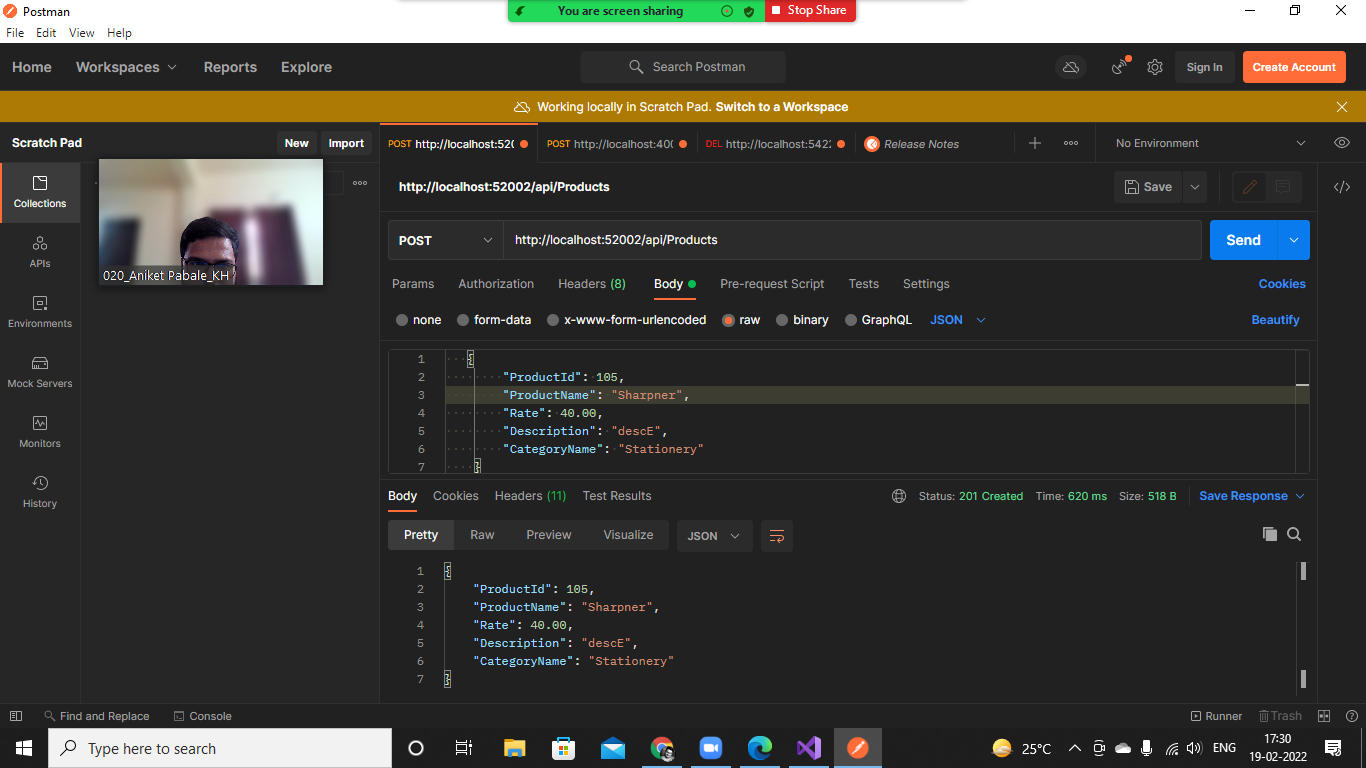 Postman
You are screen sharing
Stop Share
File Edit View Help
Home Workspaces Reports Explore
Search Postman
Sign In Create Account
Working locally in Scratch Pad. Switch to a Workspace
Scratch Pad New Import
POST http://localhost:520 POST http://localhost:400 DEL http://localhost:5422 Release Notes No Environment
http://localhost:52002/api/Products Save
Collections
APIs
Environments
Mock Servers
Monitors
History
020_Aniket Pabale_KH
POST http://localhost:52002/api/Products Send
Params Authorization Headers (8) Body Pre-request Script Tests Settings Cookies
none form-data x-www-form-urlencoded raw binary GraphQL JSON Beautify
1 {
2 "ProductId": 105,
3 "ProductName": "Sharpner",
4 "Rate": 40.00,
5 "Description": "descE",
6 "CategoryName": "Stationery"
7 }
Body Cookies Headers (11) Test Results Status: 201 Created Time: 620 ms Size: 518 B Save Response
Pretty Raw Preview Visualize JSON
1 {
2 "ProductId": 105,
3 "ProductName": "Sharpner",
4 "Rate": 40.00,
5 "Description": "descE",
6 "CategoryName": "Stationery"
7 }
Find and Replace Console Runner Trash
Type here to search
25°C ENG
17:30
19-02-2022